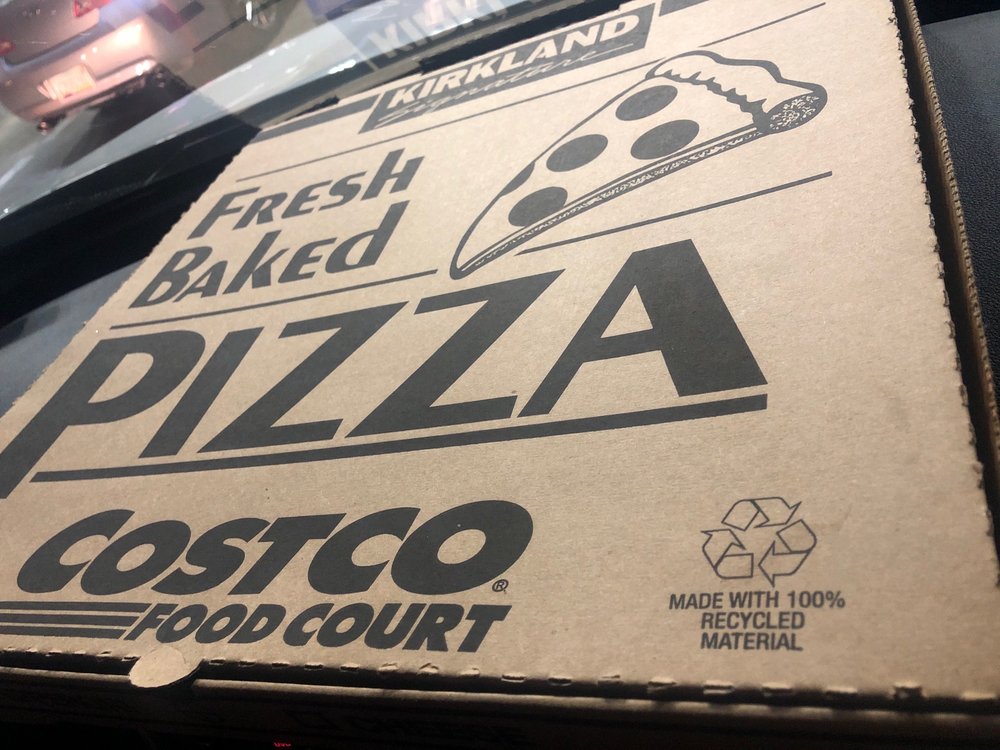 KIRKLAND
Signature
FRESH
BAKED
PIZZA
COSTCO®
FOOD COURT
MADE WITH 100%
RECYCLED
MATERIAL